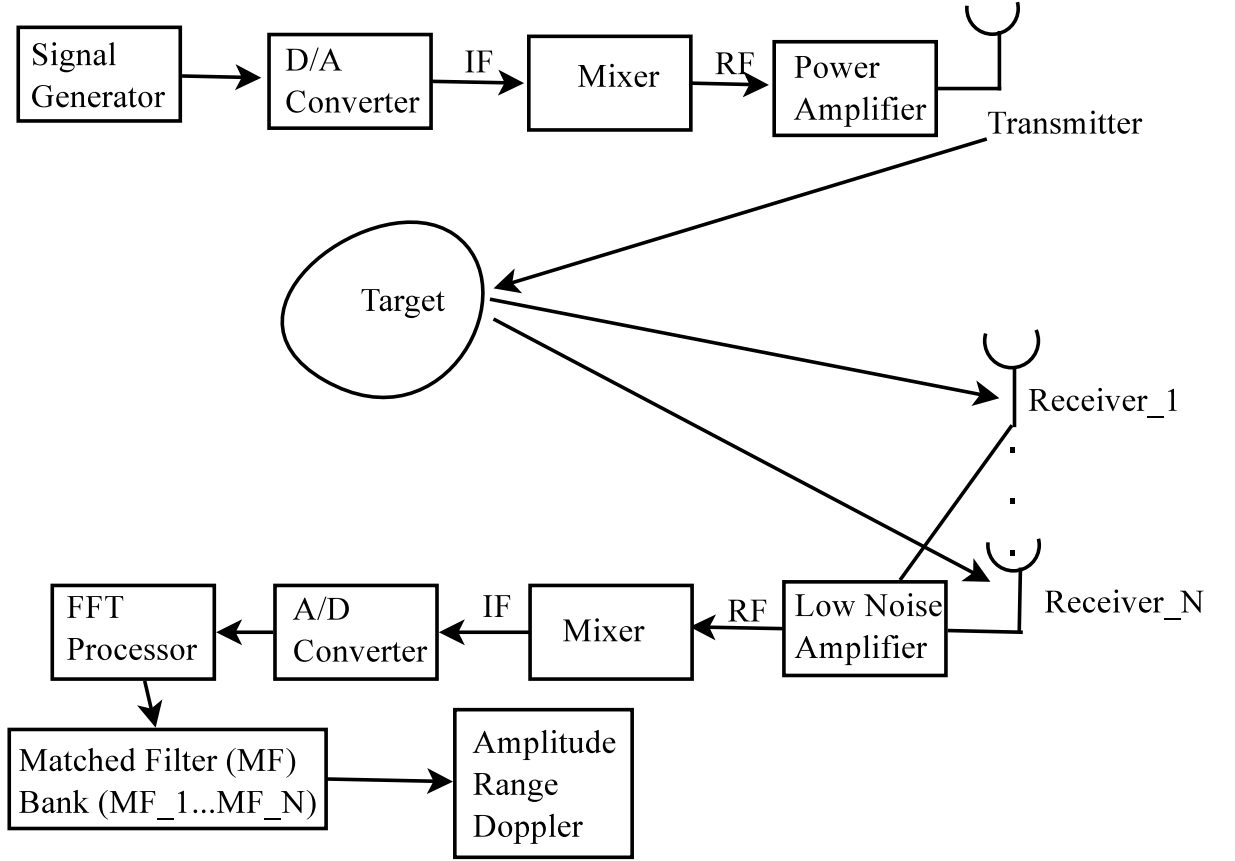 Signal
Generator
D/A
Converter
IF
Mixer
RF
Power
Amplifier
Transmitter
Target
Receiver_1
Receiver_N
Low Noise
Amplifier
RF
Mixer
IF
A/D
Converter
FFT
Processor
Matched Filter (MF)
Bank (MF_1...MF_N)
Amplitude
Range
Doppler